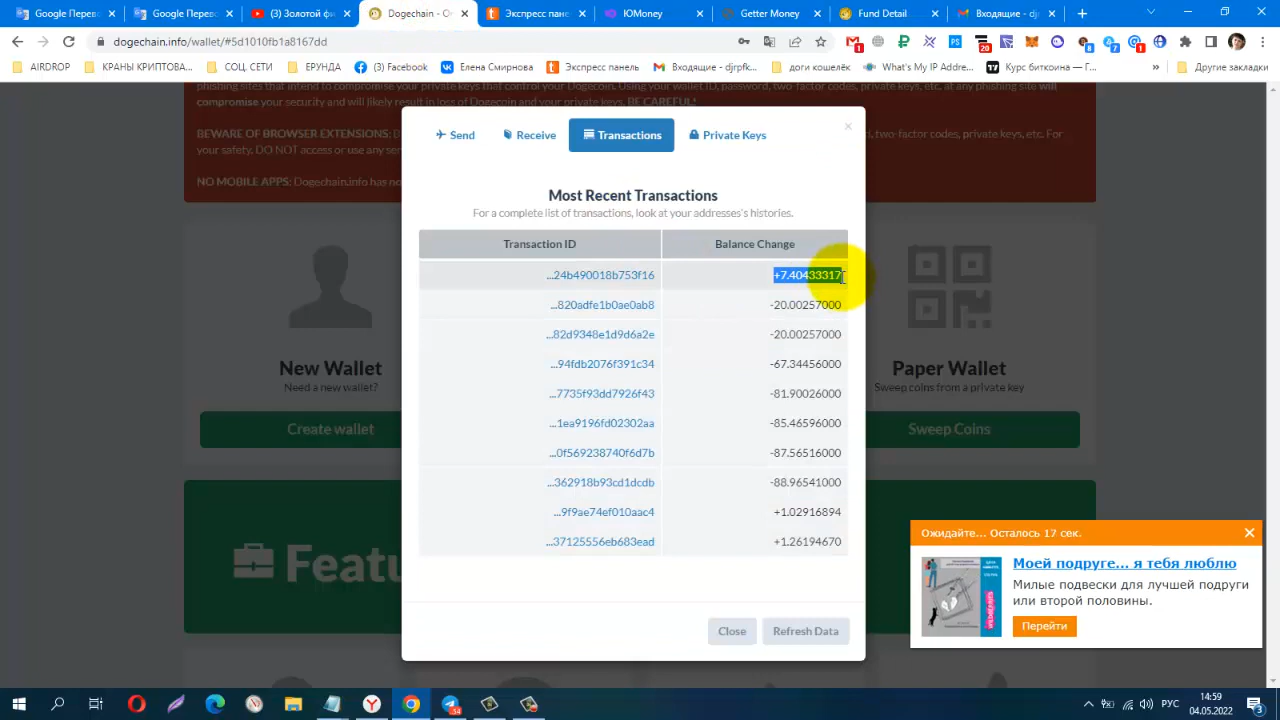 Google Перево
Google Перево
(3) Золотой фи
Dogechain - От
Экспресс панель
ЮMoney
Getter Money
Fund Detail
Входящие - djr
dogechain.info/wallet/#5d1010fb1a8167dd
AIRDROP
КРАНЫ КРИПТОВА...
СОЦ. СЕТИ
ЕРУНДА
(3) Facebook
Елена Смирнова
Экспресс панель
Входящие - djrpfk...
доги кошелёк
What's My IP Addre...
Курс биткоина — Г...
»
Другие закладки
phishing sites that intend to compromise your private keys that control your Dogecoin. Using your wallet ID, password, two-factor codes, private keys, etc. at any phishing site will
compromise your security and will likely result in loss of Dogecoin and your private keys. BE CAREFUL!
BEWARE OF BROWSER EXTENSIONS: D
d, two-factor codes, private keys, etc. For
your safety. DO NOT access or use any se
NO MOBILE APPS: Dogechain.info has no
Send
Receive
Transactions
Private Keys
×
Most Recent Transactions
For a complete list of transactions, look at your addresses's histories.
Transaction ID
Balance Change
...24b490018b753f16
+7.40433317
...820adfe1b0ae0ab8
-20.00257000
...82d9348e1d9d6a2e
-20.00257000
...94fdb2076f391c34
-67.34456000
...7735f93dd7926f43
-81.90026000
...1ea9196fd02302aa
-85.46596000
...0f569238740f6d7b
-87.56516000
...362918b93cd1dcdb
-88.96541000
...9f9ae74ef010aac4
+1.02916894
...37125556eb683ead
+1.26194670
Close
Refresh Data
New Wallet
Need a new wallet?
Create wallet
Paper Wallet
Sweep coins from a private key
Sweep Coins
Featu
Ожидайте... Осталось 17 сек.
Моей подруге... я тебя люблю
Милые подвески для лучшей подруги
или второй половины.
Перейти
РУС
14:59
04.05.2022